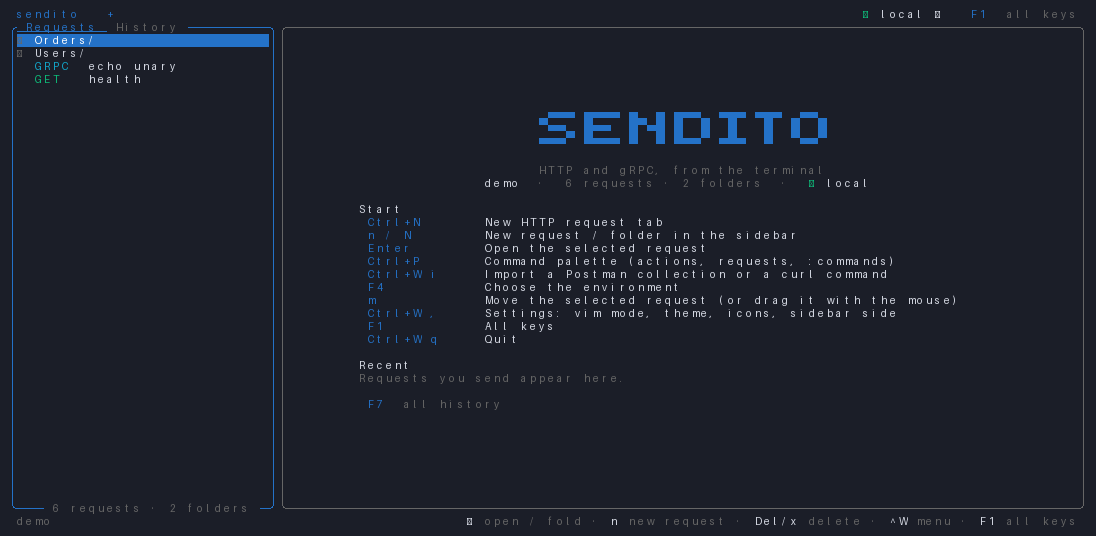 sendito +
local F1 all keys
Requests History
Orders/
Users/
GRPC echo unary
GET health
SENDITO
HTTP and gRPC, from the terminal
demo · 6 requests · 2 folders · local
Start
Ctrl+N New HTTP request tab
n / N New request / folder in the sidebar
Enter Open the selected request
Ctrl+P Command palette (actions, requests, :commands)
Ctrl+W i Import a Postman collection or a curl command
F4 Choose the environment
m Move the selected request (or drag it with the mouse)
Ctrl+W , Settings: vim mode, theme, icons, sidebar side
F1 All keys
Ctrl+W q Quit
Recent
Requests you send appear here.
F7 all history
6 requests · 2 folders
demo
open / fold · n new request · Del/x delete · ^W menu · F1 all keys